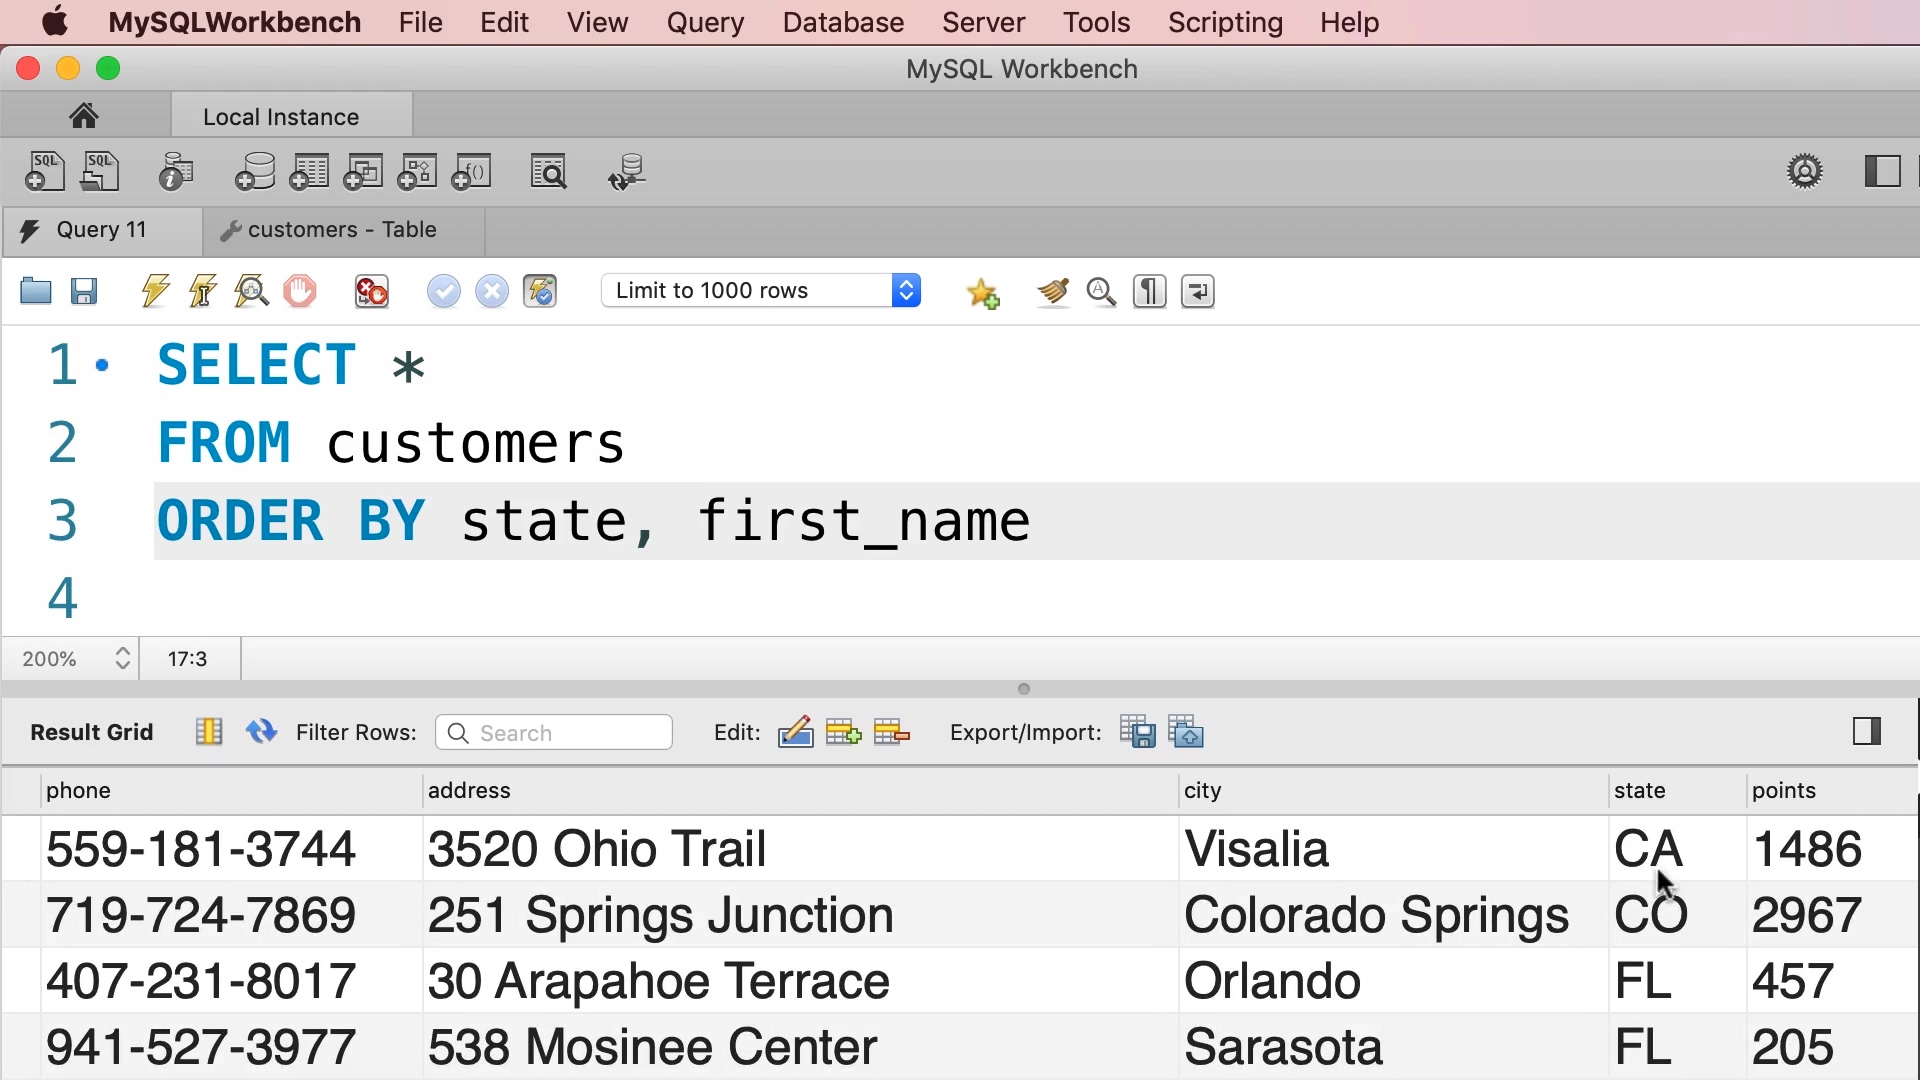 MySQLWorkbench File Edit View Query Database Server Tools Scripting Help
MySQL Workbench
Local Instance
SQL SQL f()
Query 11 customers - Table
Limit to 1000 rows
1 SELECT *
2 FROM customers
3 ORDER BY state, first_name
4
200% 17:3
Result Grid Filter Rows: Search Edit: Export/Import:
phone address city state points
559-181-3744 3520 Ohio Trail Visalia CA 1486
719-724-7869 251 Springs Junction Colorado Springs CO 2967
407-231-8017 30 Arapahoe Terrace Orlando FL 457
941-527-3977 538 Mosinee Center Sarasota FL 205